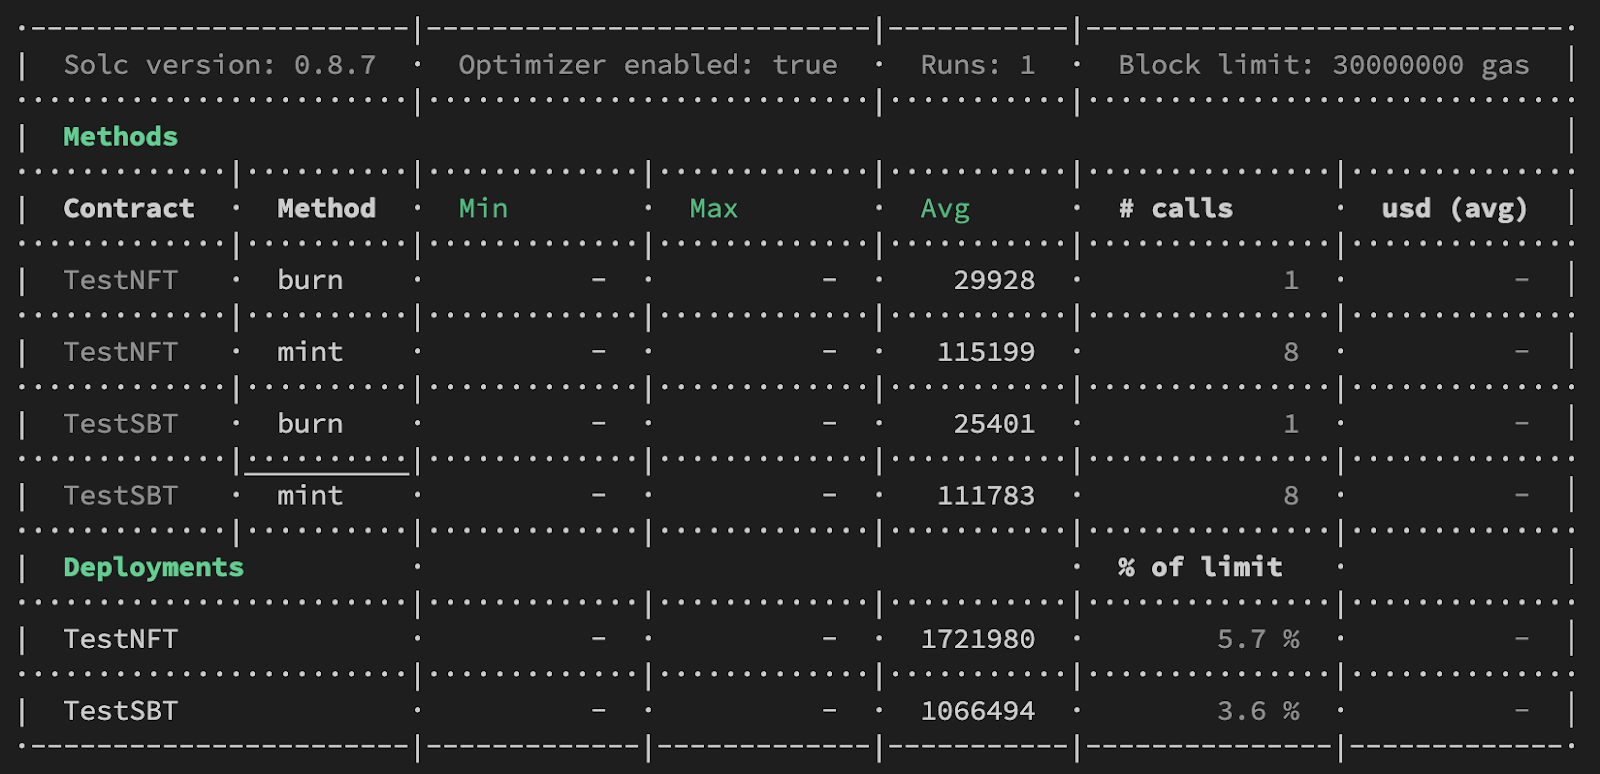 Solc version: 0.8.7 · Optimizer enabled: true · Runs: 1 · Block limit: 30000000 gas
Methods
Contract · Method · Min · Max · Avg · # calls · usd (avg)
TestNFT · burn · - · - · 29928 · 1 · -
TestNFT · mint · - · - · 115199 · 8 · -
TestSBT · burn · - · - · 25401 · 1 · -
TestSBT · mint · - · - · 111783 · 8 · -
Deployments · · % of limit ·
TestNFT · - · - · 1721980 · 5.7 % · -
TestSBT · - · - · 1066494 · 3.6 % · -